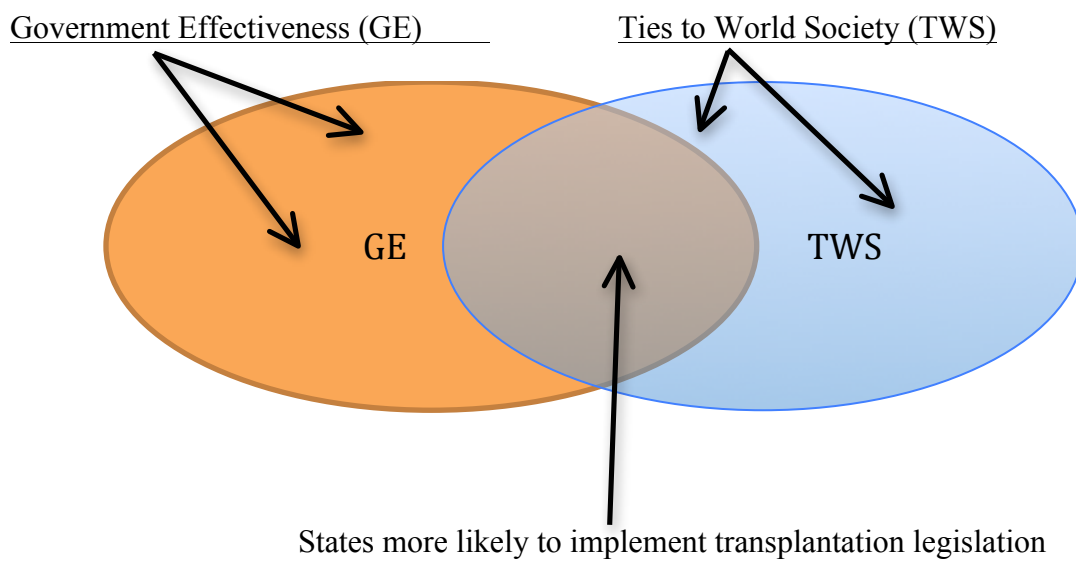 Government Effectiveness (GE)
Ties to World Society (TWS)
GE
TWS
States more likely to implement transplantation legislation